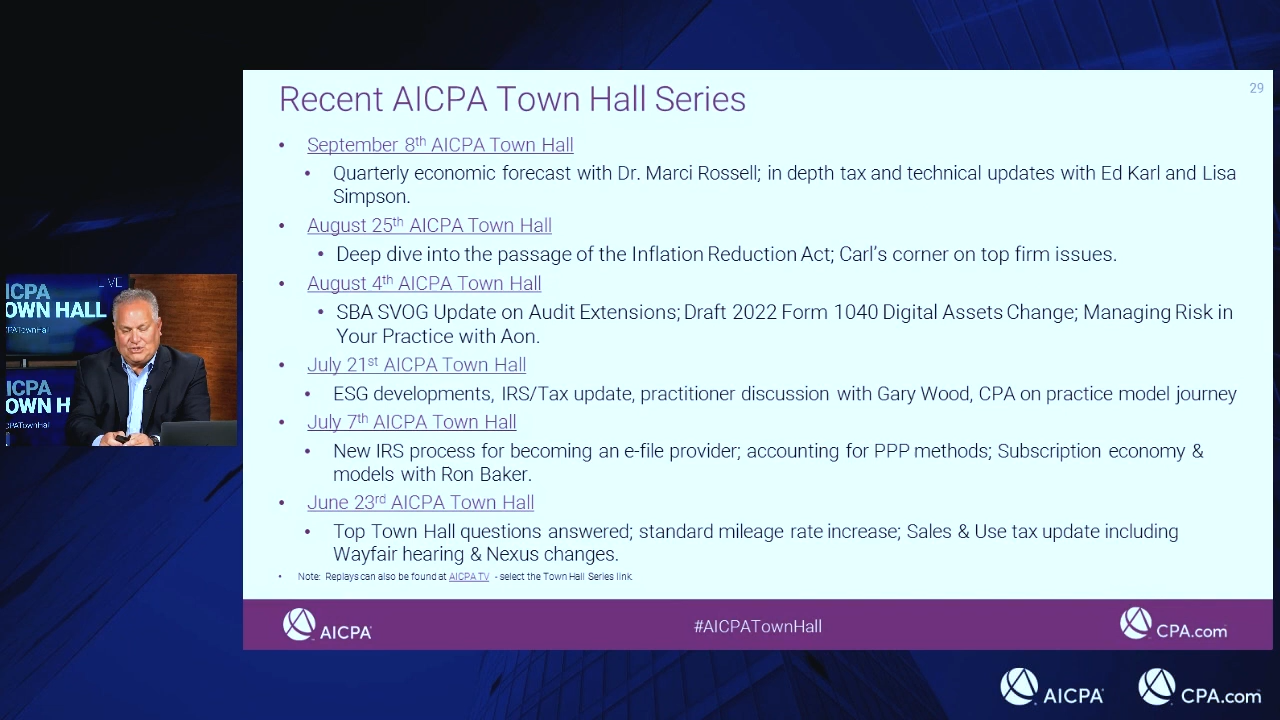 Recent AICPA Town Hall Series
29
• September 8th AICPA Town Hall
• Quarterly economic forecast with Dr. Marci Rossell; in depth tax and technical updates with Ed Karl and Lisa
Simpson.
• August 25th AICPA Town Hall
• Deep dive into the passage of the Inflation Reduction Act; Carl's corner on top firm issues.
• August 4th AICPA Town Hall
• SBA SVOG Update on Audit Extensions; Draft 2022 Form 1040 Digital Assets Change; Managing Risk in
Your Practice with Aon.
• July 21st AICPA Town Hall
• ESG developments, IRS/Tax update, practitioner discussion with Gary Wood, CPA on practice model journey
• July 7th AICPA Town Hall
• New IRS process for becoming an e-file provider; accounting for PPP methods; Subscription economy &
models with Ron Baker.
• June 23rd AICPA Town Hall
• Top Town Hall questions answered; standard mileage rate increase; Sales & Use tax update including
Wayfair hearing & Nexus changes.
• Note: Replays can also be found at AICPA TV - select the Town Hall Series link.
LIVE
ICPA
OWN HALL
CPATownHall
ICPA
OWN H
CPATownHall
AICPA
#AICPATownHall
CPA.com
AICPA
CPA.com